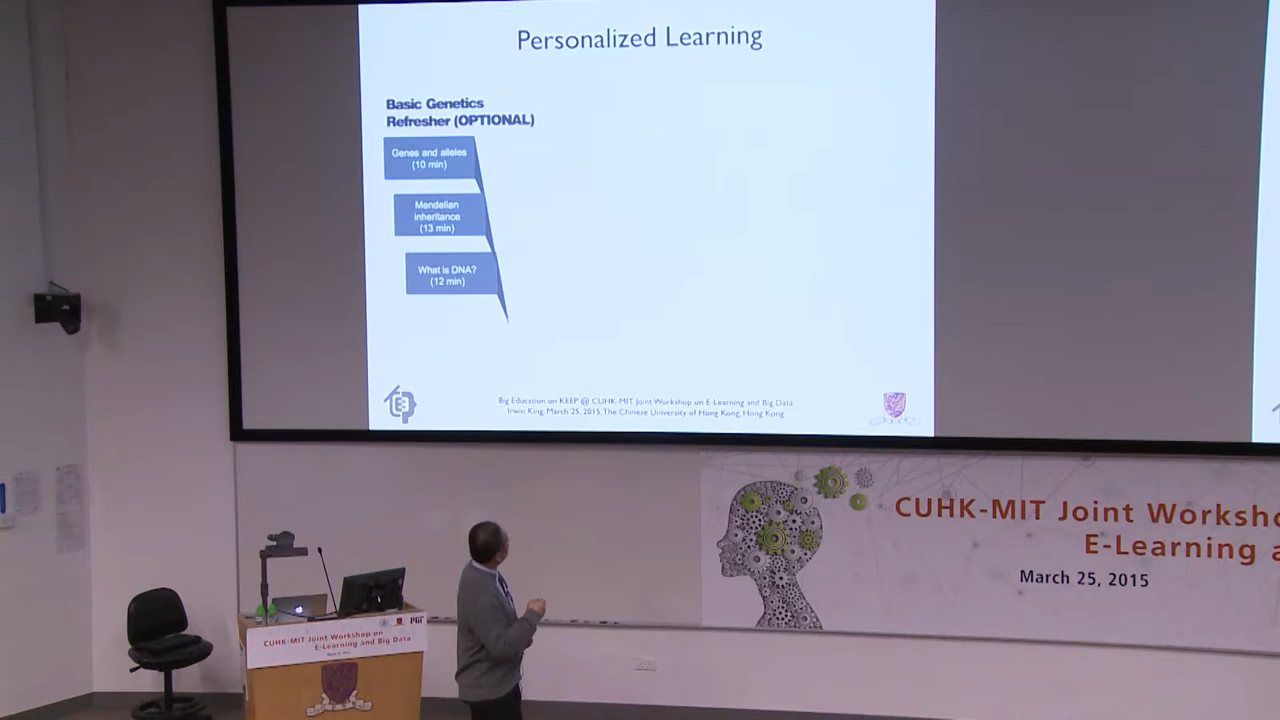 Personalized Learning
Basic Genetics
Refresher (OPTIONAL)
Genes and alleles
(10 min)
Mendelian
inheritance
(13 min)
What is DNA?
(12 min)
Big Education on KEEP @ CUHK-MIT Joint Workshop on E-Learning and Big Data
Irwin King, March 25, 2015, The Chinese University of Hong Kong, Hong Kong
CUHK-MIT Joint Worksho
E-Learning a
March 25, 2015
CUHK-MIT Joint Workshop on
E-Learning and Big Data